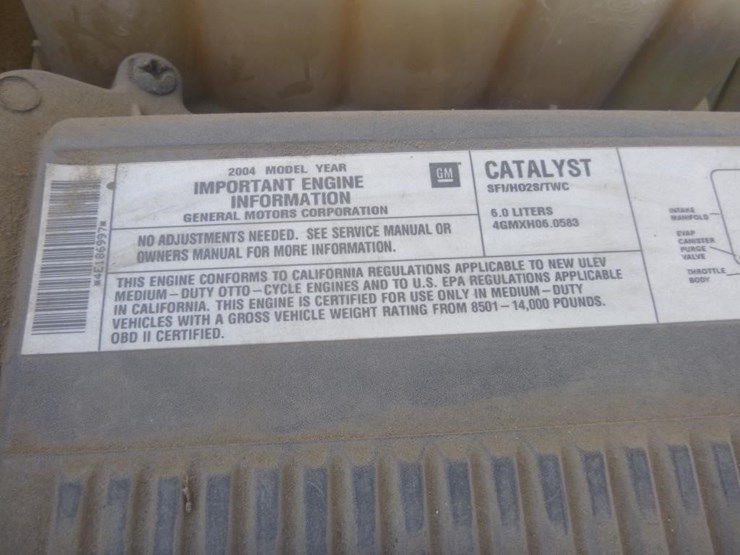 *4E186997*
2004 MODEL YEAR
IMPORTANT ENGINE
INFORMATION
GENERAL MOTORS CORPORATION
GM
NO ADJUSTMENTS NEEDED. SEE SERVICE MANUAL OR
OWNERS MANUAL FOR MORE INFORMATION.
CATALYST
SFI/HO2S/TWC
6.0 LITERS
4GMXH06.0583
THIS ENGINE CONFORMS TO CALIFORNIA REGULATIONS APPLICABLE TO NEW ULEV
MEDIUM-DUTY OTTO-CYCLE ENGINES AND TO U.S. EPA REGULATIONS APPLICABLE
IN CALIFORNIA. THIS ENGINE IS CERTIFIED FOR USE ONLY IN MEDIUM-DUTY
VEHICLES WITH A GROSS VEHICLE WEIGHT RATING FROM 8501-14,000 POUNDS.
OBD II CERTIFIED.
INTAKE
MANIFOLD
EVAP
CANISTER
PURGE
VALVE
THROTTLE
BODY